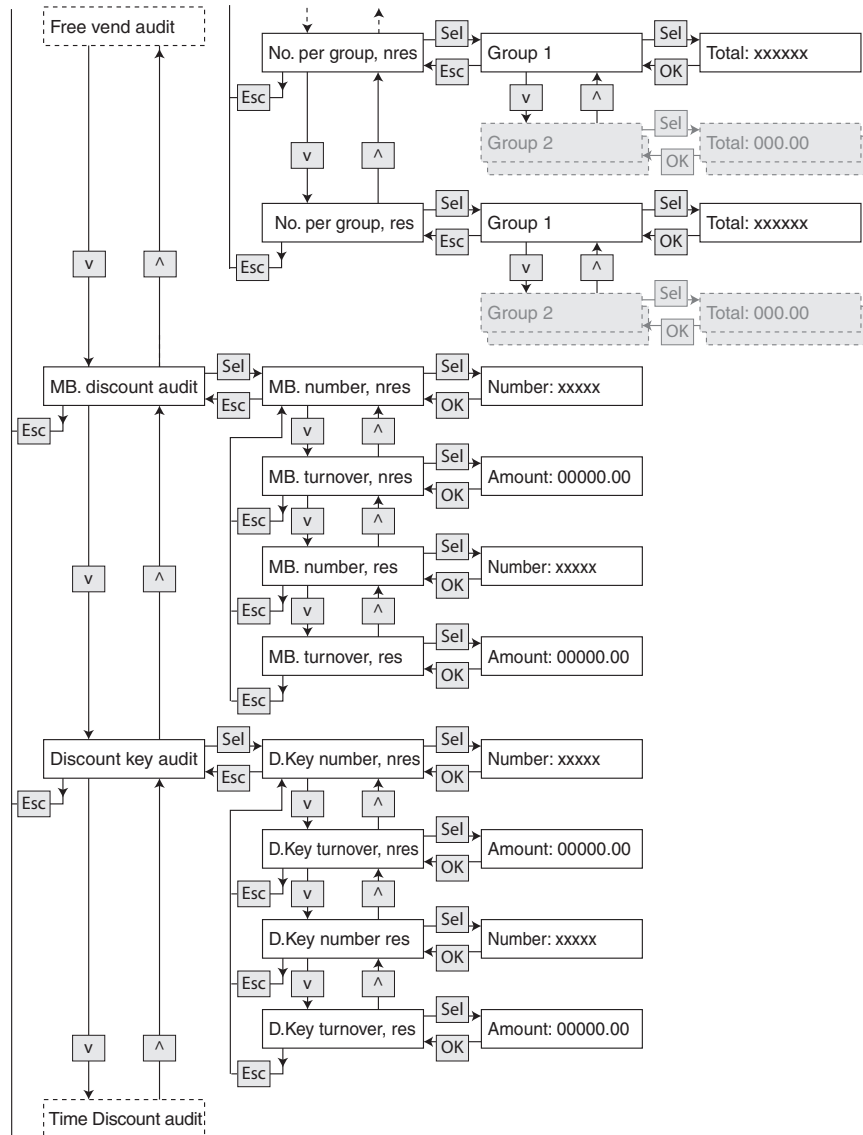 Free vend audit
No. per group, nres
Sel
Esc
Group 1
Sel
OK
Total: xxxxxx
Esc
v
^
Group 2
Sel
OK
Total: 000.00
v
^
No. per group, res
Sel
Esc
Group 1
Sel
OK
Total: xxxxxx
Esc
v
^
v
^
Group 2
Sel
OK
Total: 000.00
MB. discount audit
Sel
Esc
MB. number, nres
Sel
OK
Number: xxxxx
Esc
v
^
MB. turnover, nres
Sel
OK
Amount: 00000.00
Esc
v
^
MB. number, res
Sel
OK
Number: xxxxx
v
^
Esc
v
^
MB. turnover, res
Sel
OK
Amount: 00000.00
Esc
Discount key audit
Sel
Esc
D.Key number, nres
Sel
OK
Number: xxxxx
Esc
v
^
D.Key turnover, nres
Sel
OK
Amount: 00000.00
Esc
v
^
D.Key number res
Sel
OK
Number: xxxxx
Esc
v
^
D.Key turnover, res
Sel
OK
Amount: 00000.00
v
^
Esc
Time Discount audit